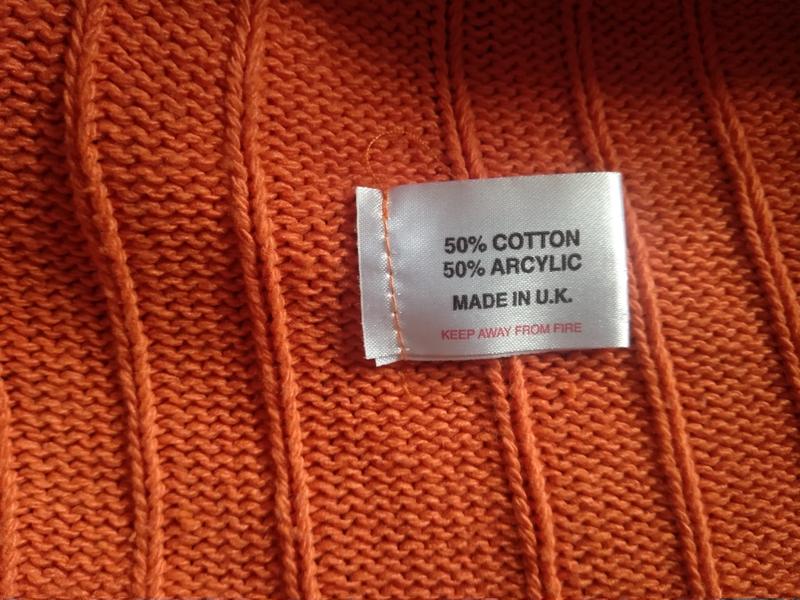 50% COTTON
50% ARCYLIC
MADE IN U.K.
KEEP AWAY FROM FIRE